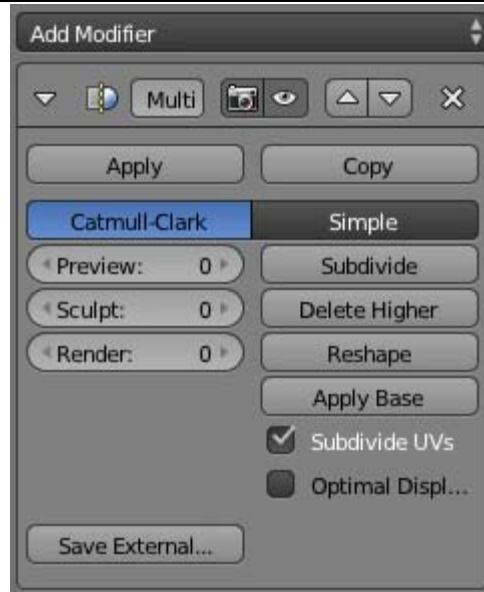 Add Modifier
Multi
Apply Copy
Catmull-Clark Simple
Preview: 0 Subdivide
Sculpt: 0 Delete Higher
Render: 0 Reshape
Apply Base
Subdivide UVs
Optimal Displ...
Save External...